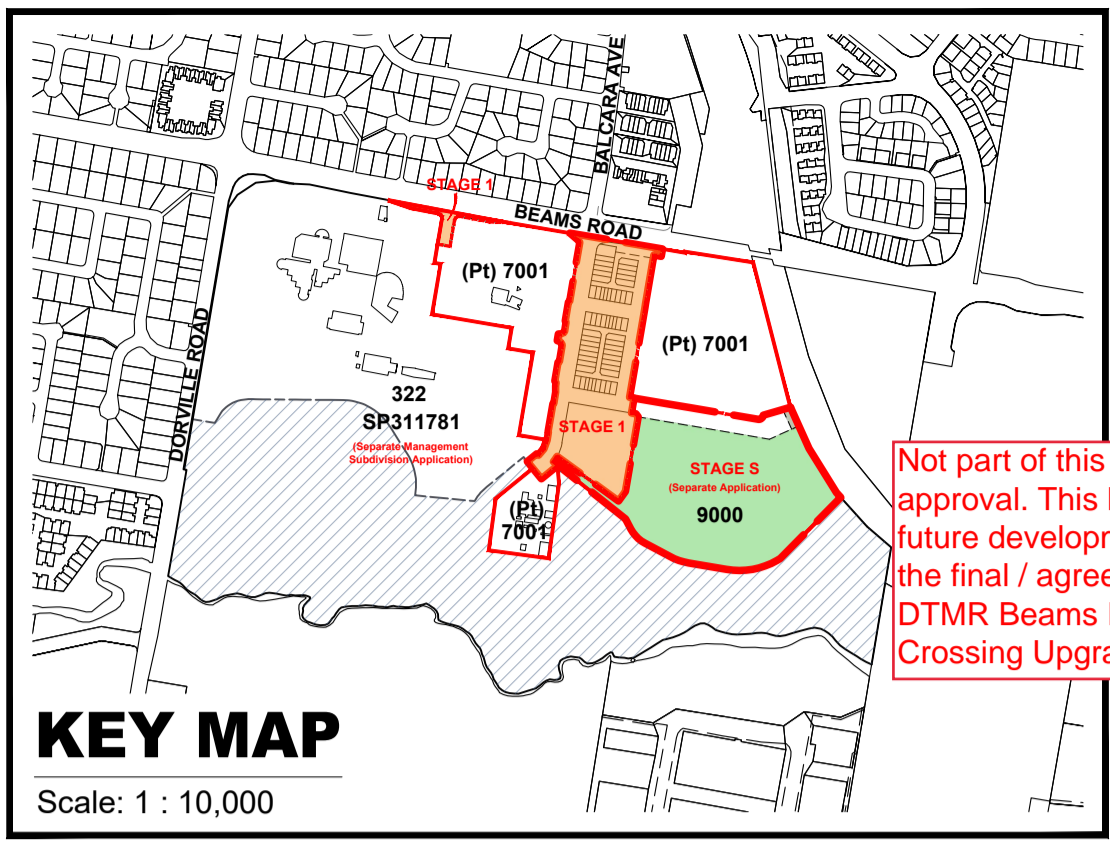 BALCARA AVE
STAGE 1
BEAMS ROAD
(Pt) 7001
(Pt) 7001
DORVILLE ROAD
322
SP311781
(Separate Management
Subdivision Application)
STAGE 1
STAGE S
(Separate Application)
9000
(Pt)
7001
Not part of this
approval. This
future develop
the final / agree
DTMR Beams
Crossing Upgra
KEY MAP
Scale: 1 : 10,000